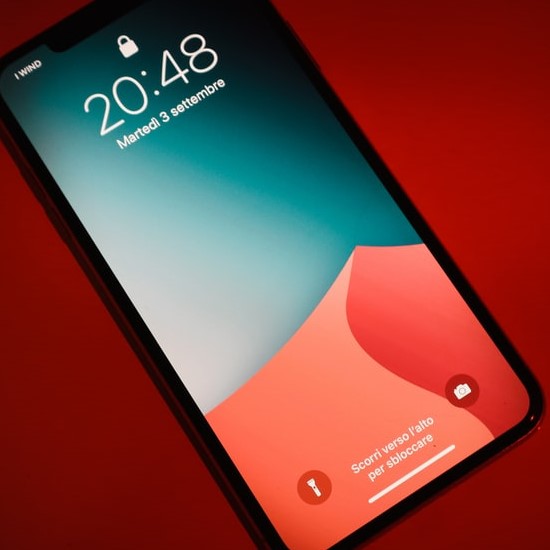 I WIND
20:48
Martedì 3 settembre
Scorri verso l'alto
per sbloccare